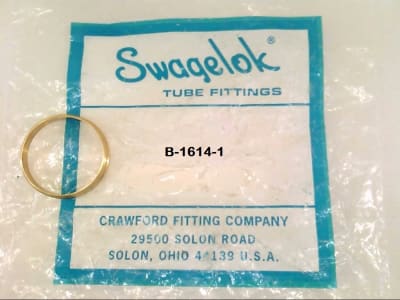 Swagelok®
TUBE FITTINGS
B-1614-1
CRAWFORD FITTING COMPANY
29500 SOLON ROAD
SOLON, OHIO 44139 U.S.A.